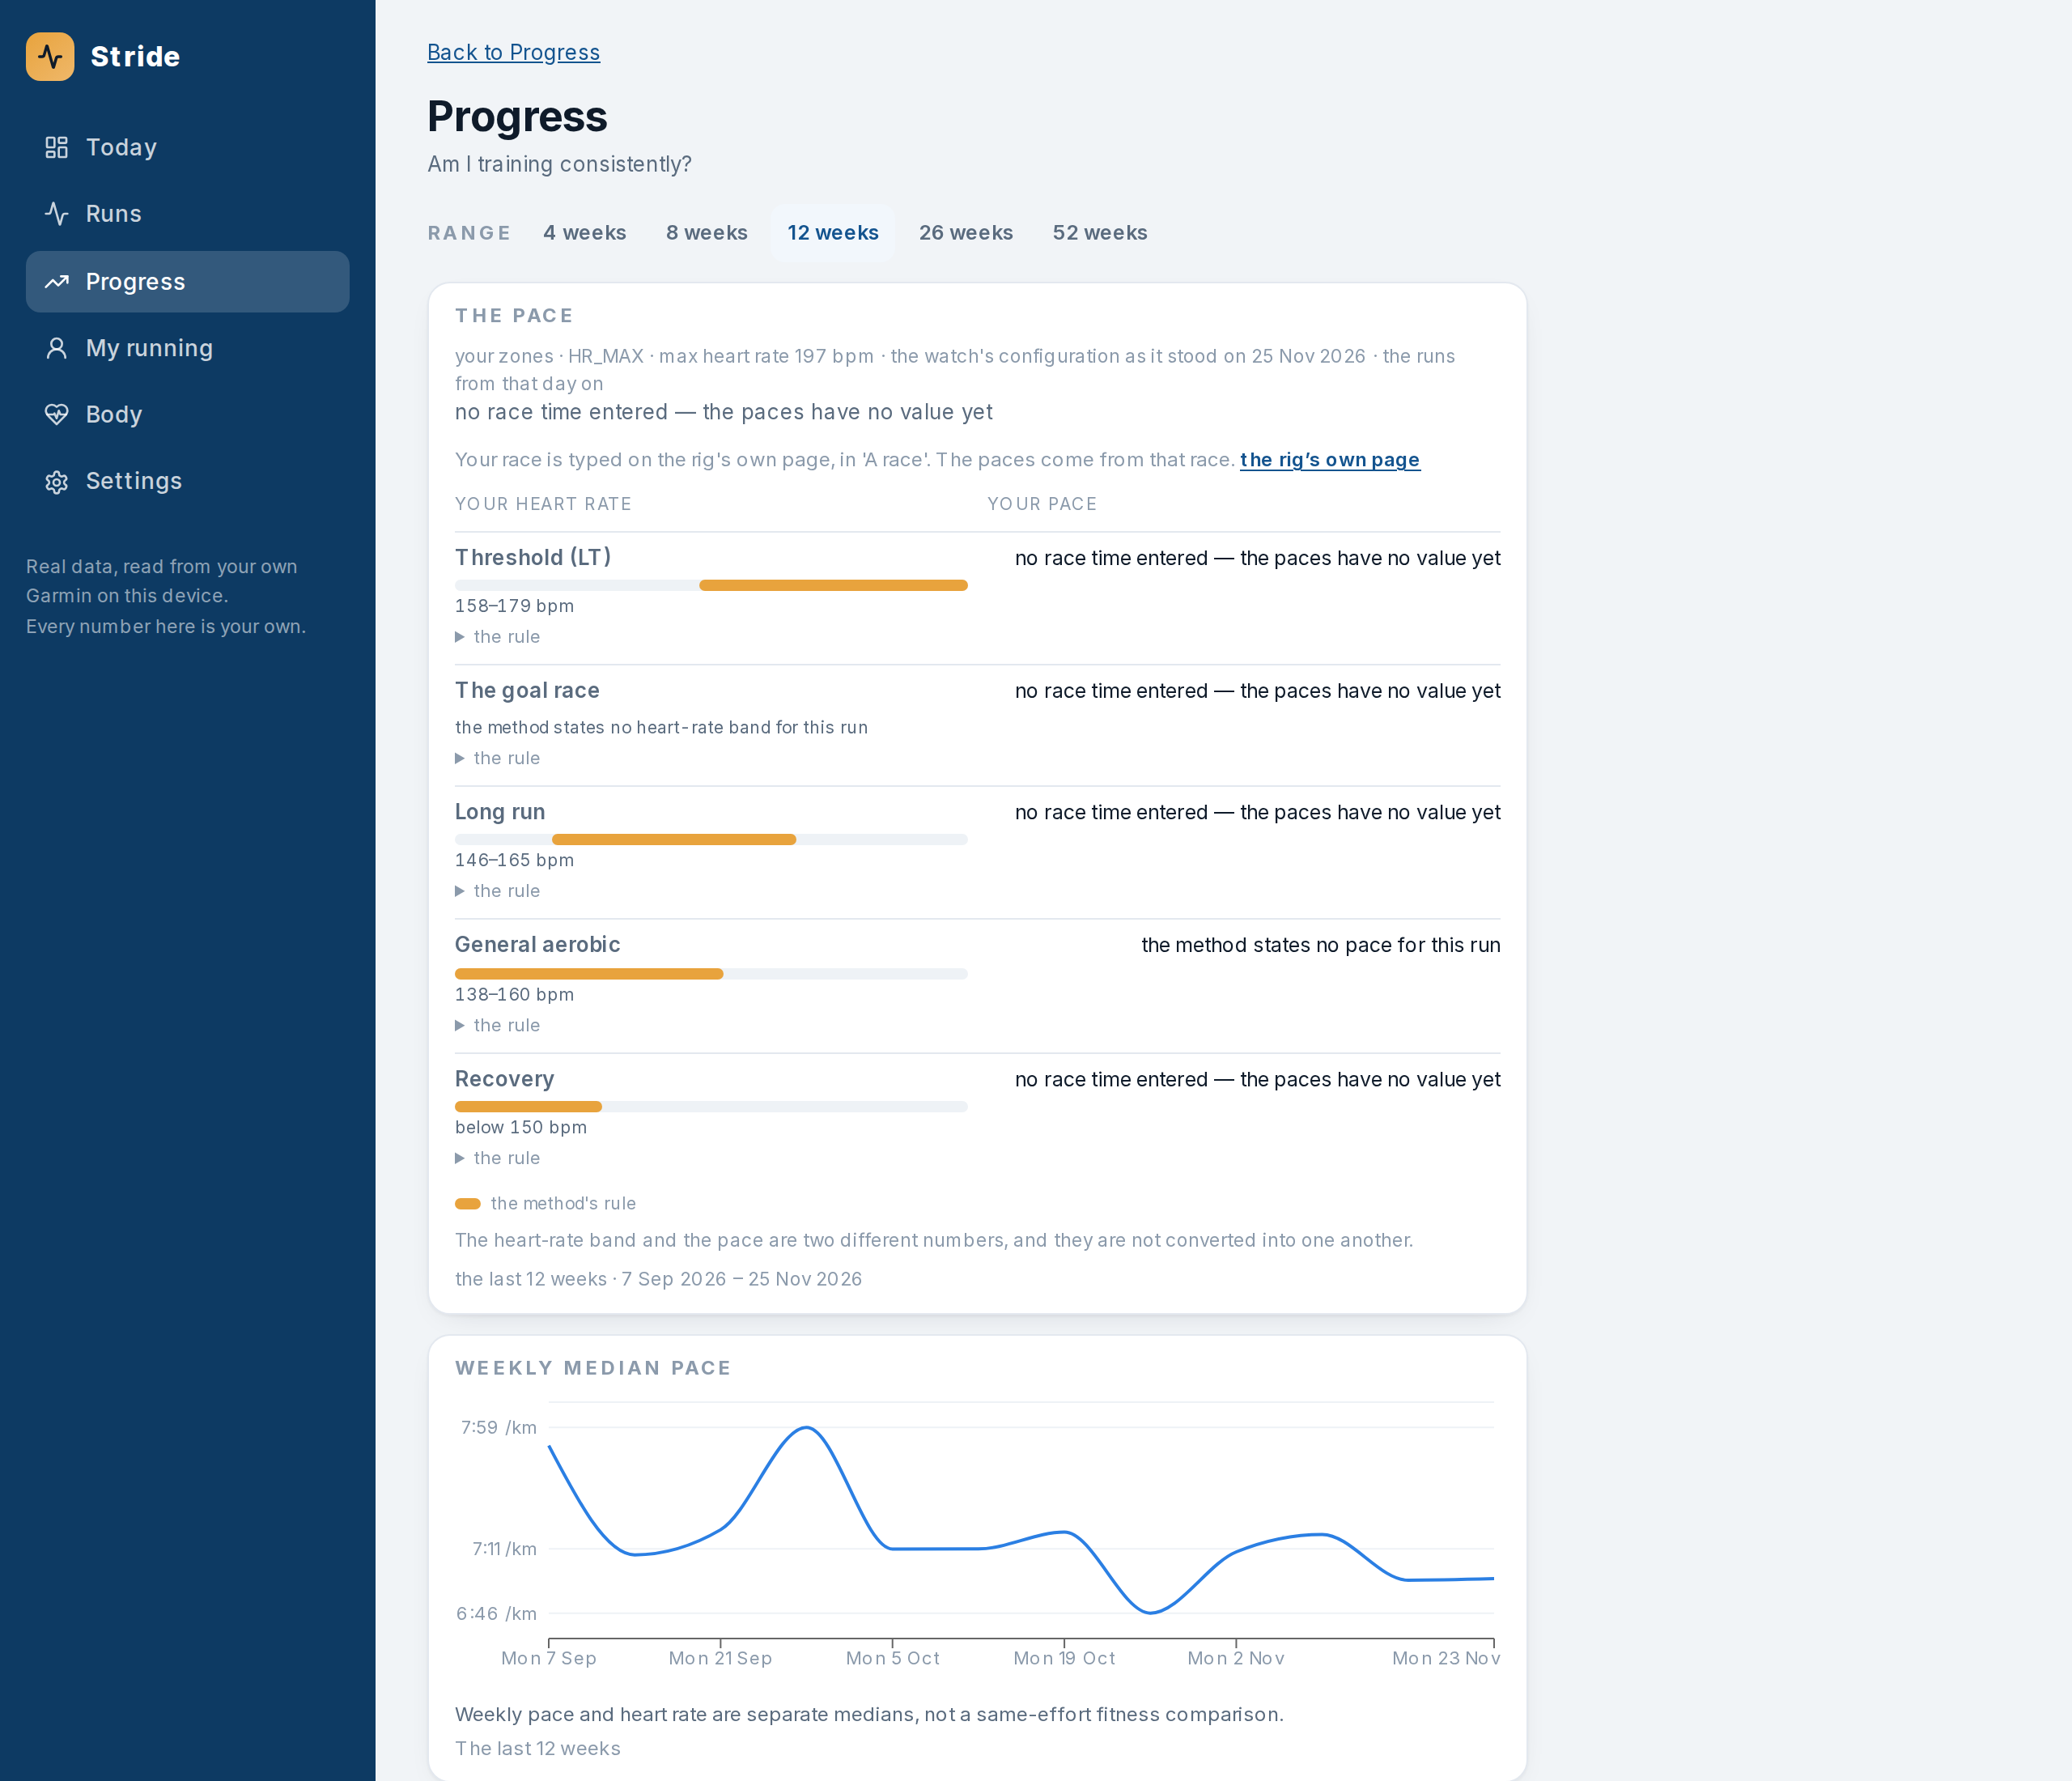 Stride
Today
Runs
Progress
My running
Body
Settings
Real data, read from your own
Garmin on this device.
Every number here is your own.
Back to Progress
Progress
Am I training consistently?
RANGE 4 weeks 8 weeks 12 weeks 26 weeks 52 weeks
THE PACE
your zones · HR_MAX · max heart rate 197 bpm · the watch's configuration as it stood on 25 Nov 2026 · the runs
from that day on
no race time entered — the paces have no value yet
Your race is typed on the rig's own page, in 'A race'. The paces come from that race. the rig’s own page
YOUR HEART RATE YOUR PACE
Threshold (LT) no race time entered — the paces have no value yet
158–179 bpm
▶ the rule
The goal race no race time entered — the paces have no value yet
the method states no heart-rate band for this run
▶ the rule
Long run no race time entered — the paces have no value yet
146–165 bpm
▶ the rule
General aerobic the method states no pace for this run
138–160 bpm
▶ the rule
Recovery no race time entered — the paces have no value yet
below 150 bpm
▶ the rule
the method's rule
The heart-rate band and the pace are two different numbers, and they are not converted into one another.
the last 12 weeks · 7 Sep 2026 – 25 Nov 2026
WEEKLY MEDIAN PACE
7:59 /km
7:11 /km
6:46 /km
Mon 7 Sep Mon 21 Sep Mon 5 Oct Mon 19 Oct Mon 2 Nov Mon 23 Nov
Weekly pace and heart rate are separate medians, not a same-effort fitness comparison.
The last 12 weeks